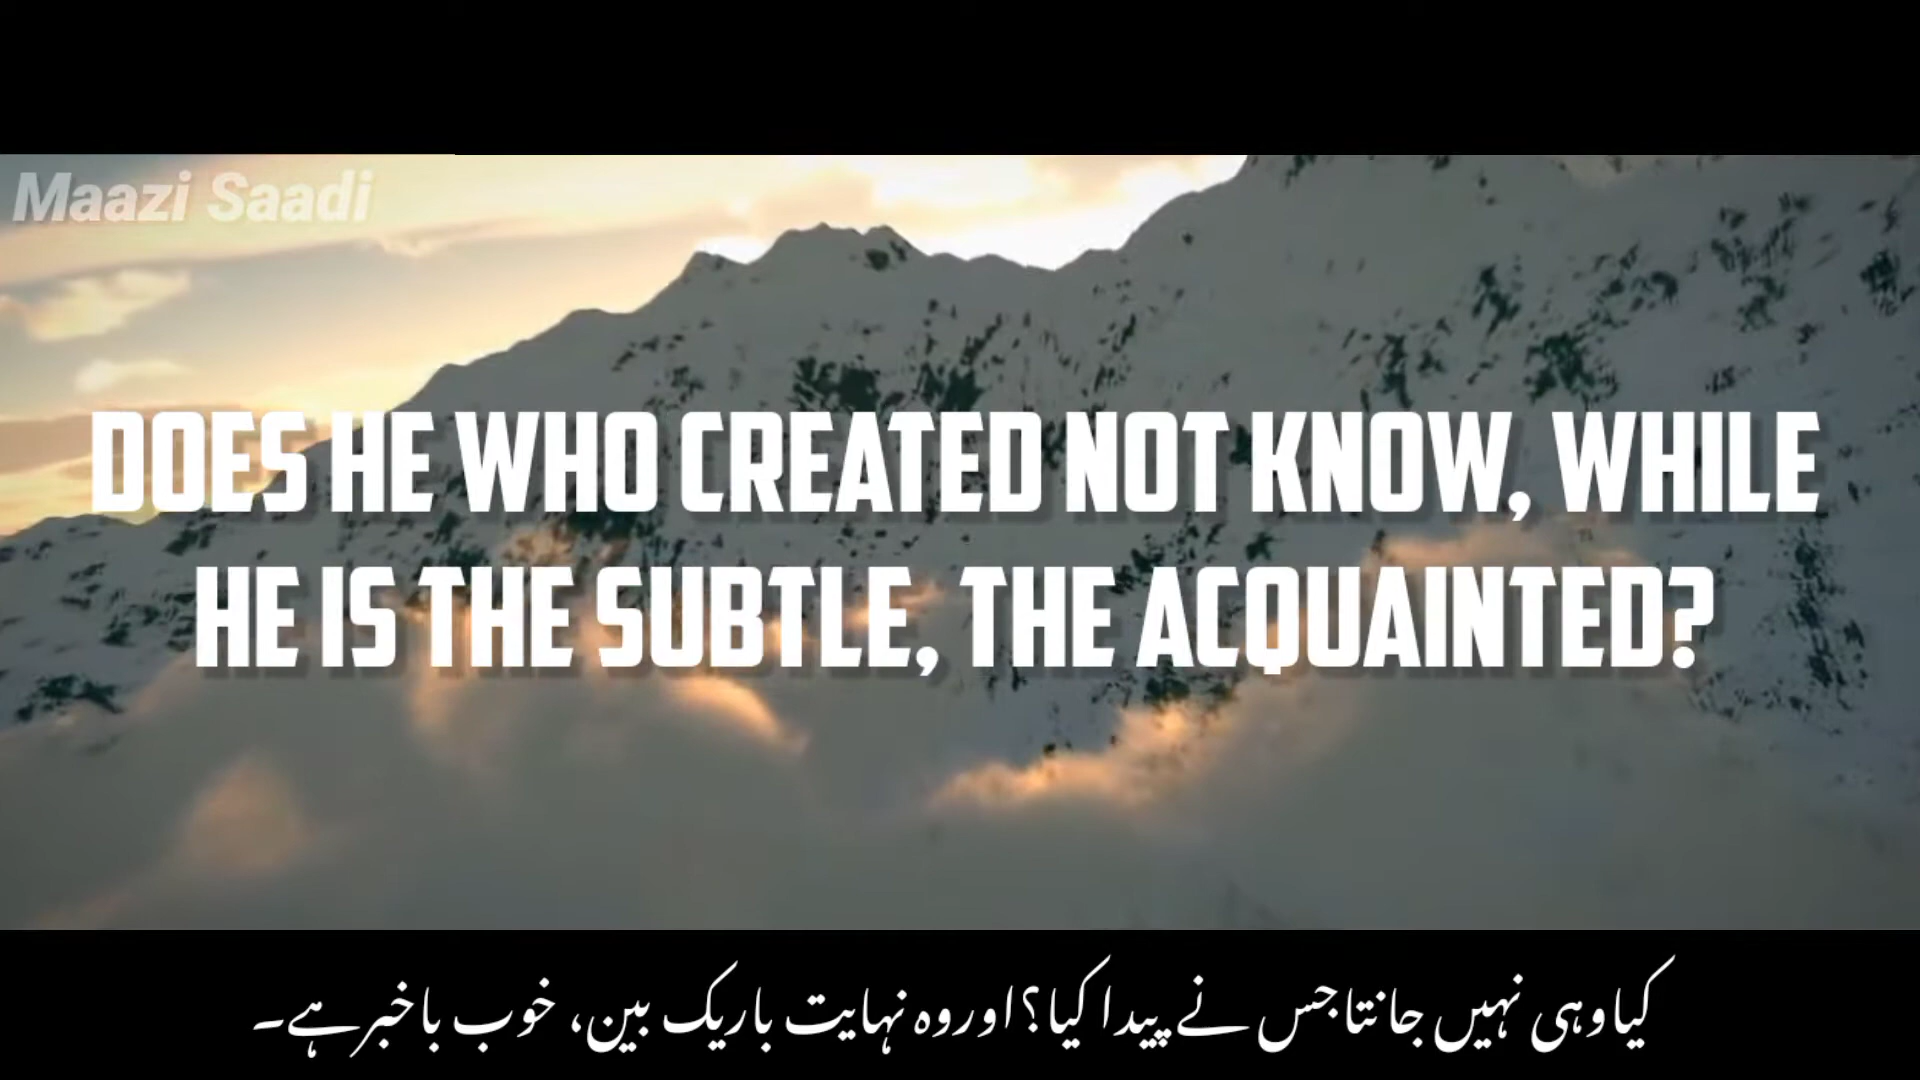 Maazi Saadi
DOES HE WHO CREATED NOT KNOW, WHILE
HE IS THE SUBTLE, THE ACQUAINTED?
کیا وہی نہیں جانتا جس نے پیدا کیا؟ اور وہ نہایت باریک بین، خوب باخبر ہے۔